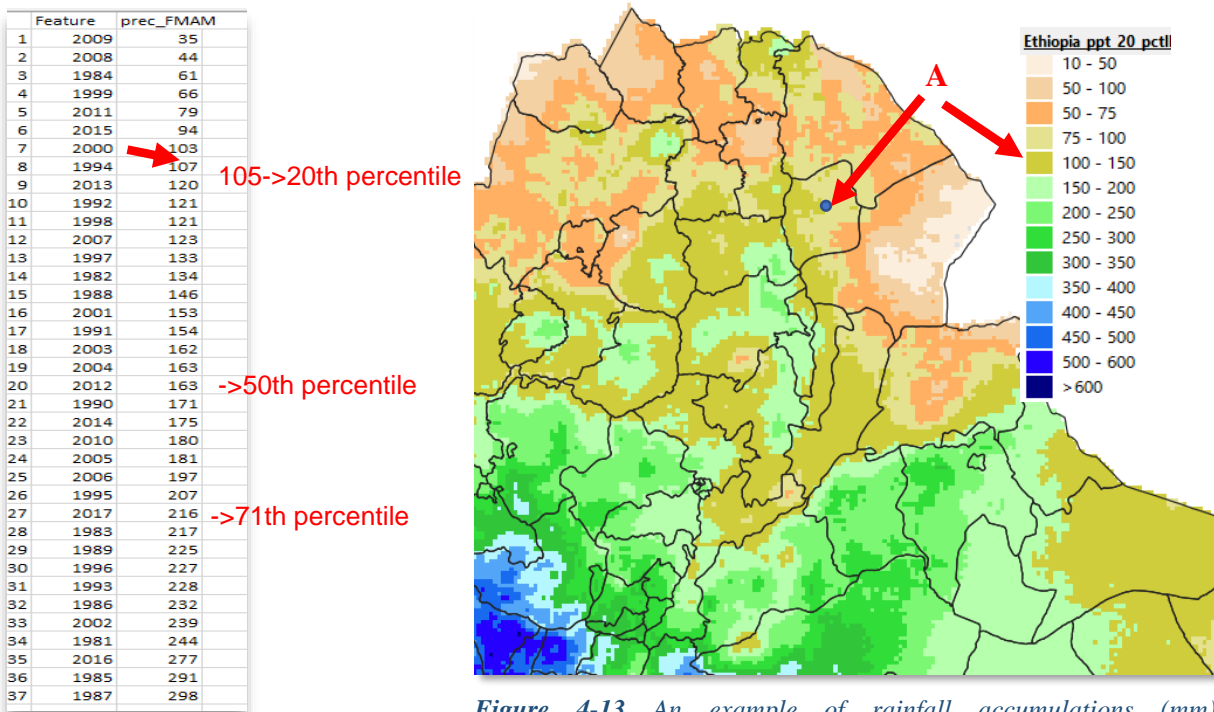 Feature prec_FMAM
1 2009 35
2 2008 44
3 1984 61
4 1999 66
5 2011 79
6 2015 94
7 2000 103
8 1994 107
9 2013 120
10 1992 121
11 1998 121
12 2007 123
13 1997 133
14 1982 134
15 1988 146
16 2001 153
17 1991 154
18 2003 162
19 2004 163
20 2012 163
21 1990 171
22 2014 175
23 2010 180
24 2005 181
25 2006 197
26 1995 207
27 2017 216
28 1983 217
29 1989 225
30 1996 227
31 1993 228
32 1986 232
33 2002 239
34 1981 244
35 2016 277
36 1985 291
37 1987 298
105->20th percentile
->50th percentile
->71th percentile
A
Ethiopia ppt 20 pctl
10 - 50
50 - 100
50 - 75
75 - 100
100 - 150
150 - 200
200 - 250
250 - 300
300 - 350
350 - 400
400 - 450
450 - 500
500 - 600
>600
Figure 4-13 An example of rainfall accumulations (mm)